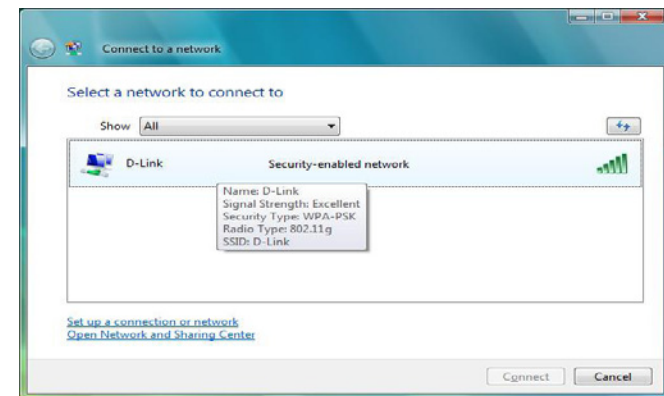 Connect to a network
Select a network to connect to
Show All
D-Link Security-enabled network
Name: D-Link
Signal Strength: Excellent
Security Type: WPA-PSK
Radio Type: 802.11g
SSID: D-Link
Set up a connection or network
Open Network and Sharing Center
Connect Cancel